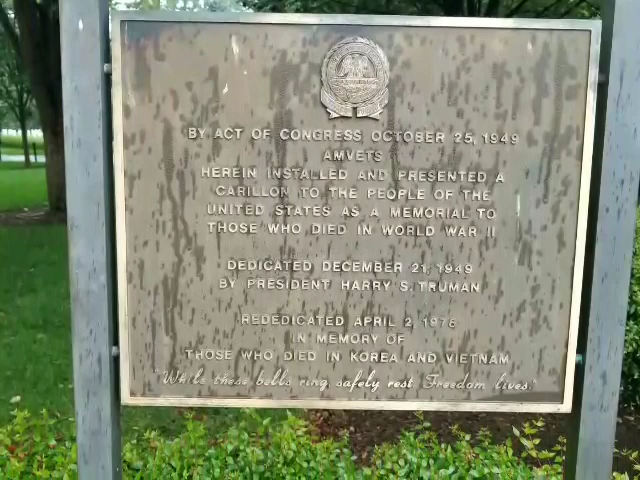 BY ACT OF CONGRESS OCTOBER 25, 1949
AMVETS
HEREIN INSTALLED AND PRESENTED A
CARILLON TO THE PEOPLE OF THE
UNITED STATES AS A MEMORIAL TO
THOSE WHO DIED IN WORLD WAR II
DEDICATED DECEMBER 21, 1949
BY PRESIDENT HARRY S. TRUMAN
REDEDICATED APRIL 2, 1976
IN MEMORY OF
THOSE WHO DIED IN KOREA AND VIETNAM
"While these bells ring, safely rest. Freedom lives."